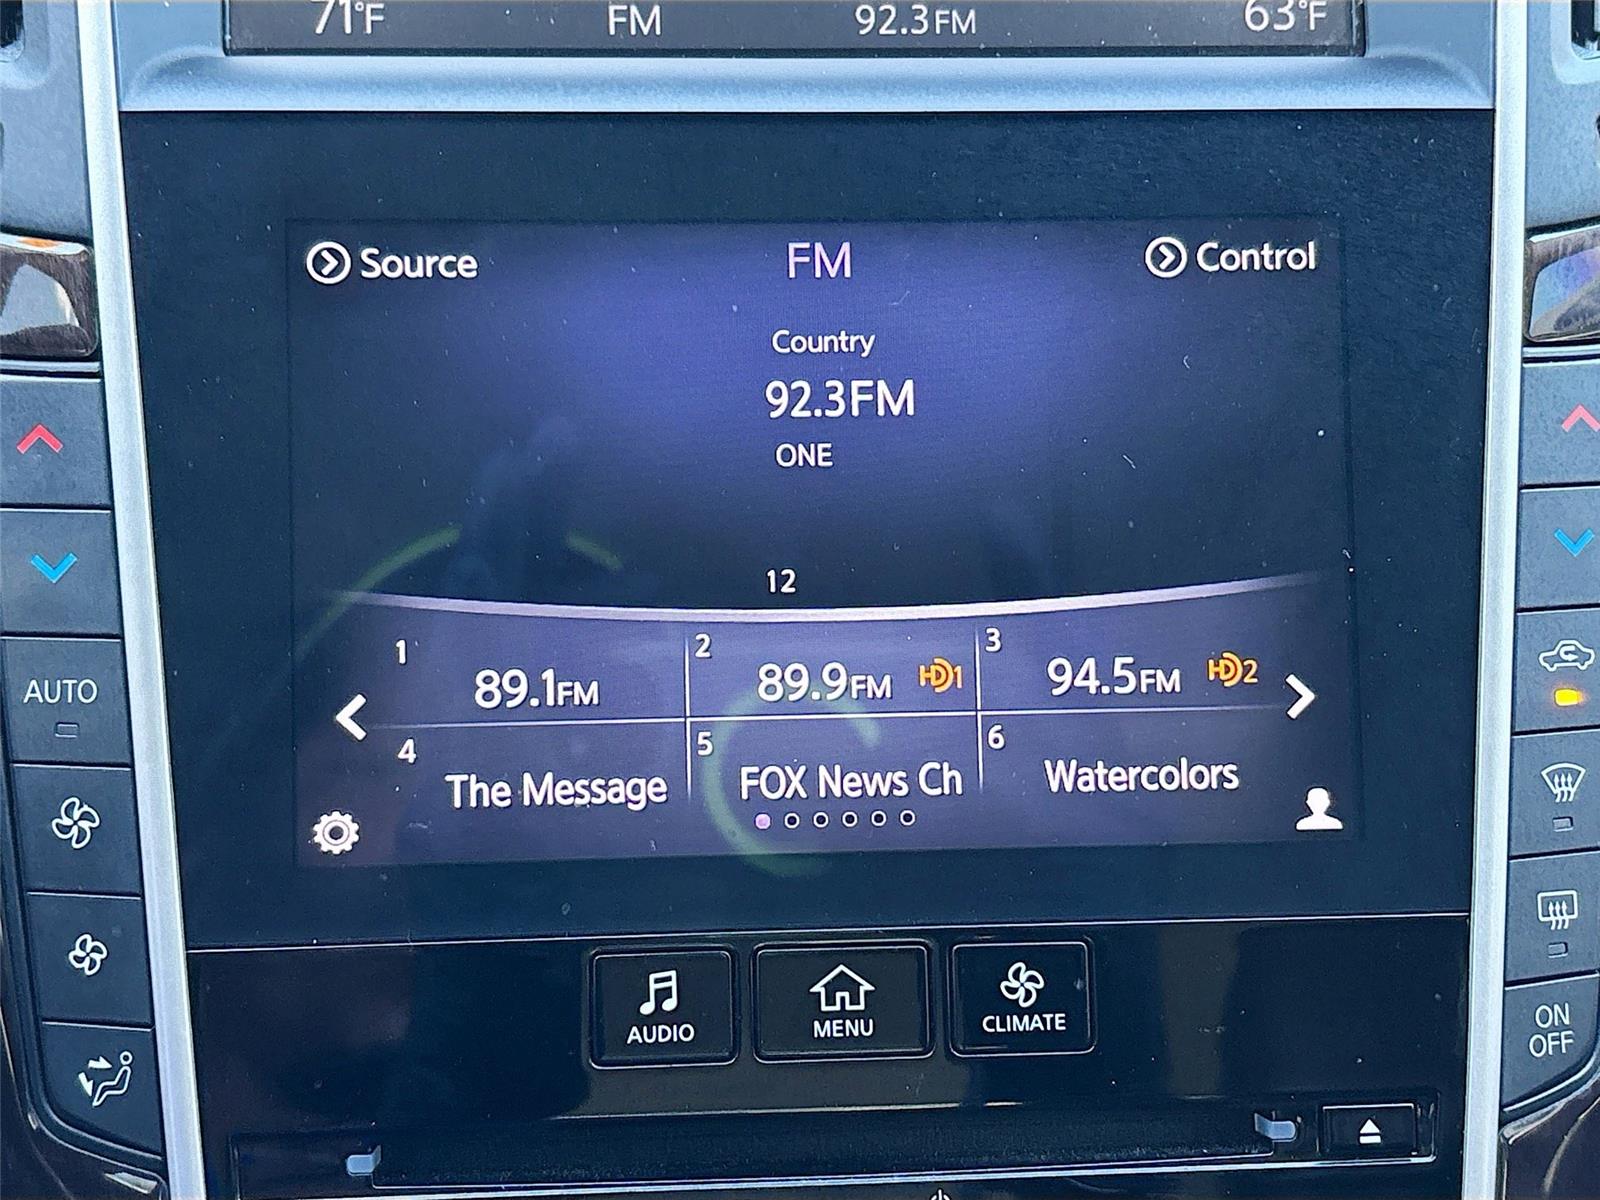 71°F FM 92.3FM 63°F
Source FM Control
Country
92.3FM
ONE
12
1 89.1FM 2 89.9FM HD1 3 94.5FM HD2
4 The Message 5 FOX News Ch 6 Watercolors
AUTO
AUDIO MENU CLIMATE
ON
OFF